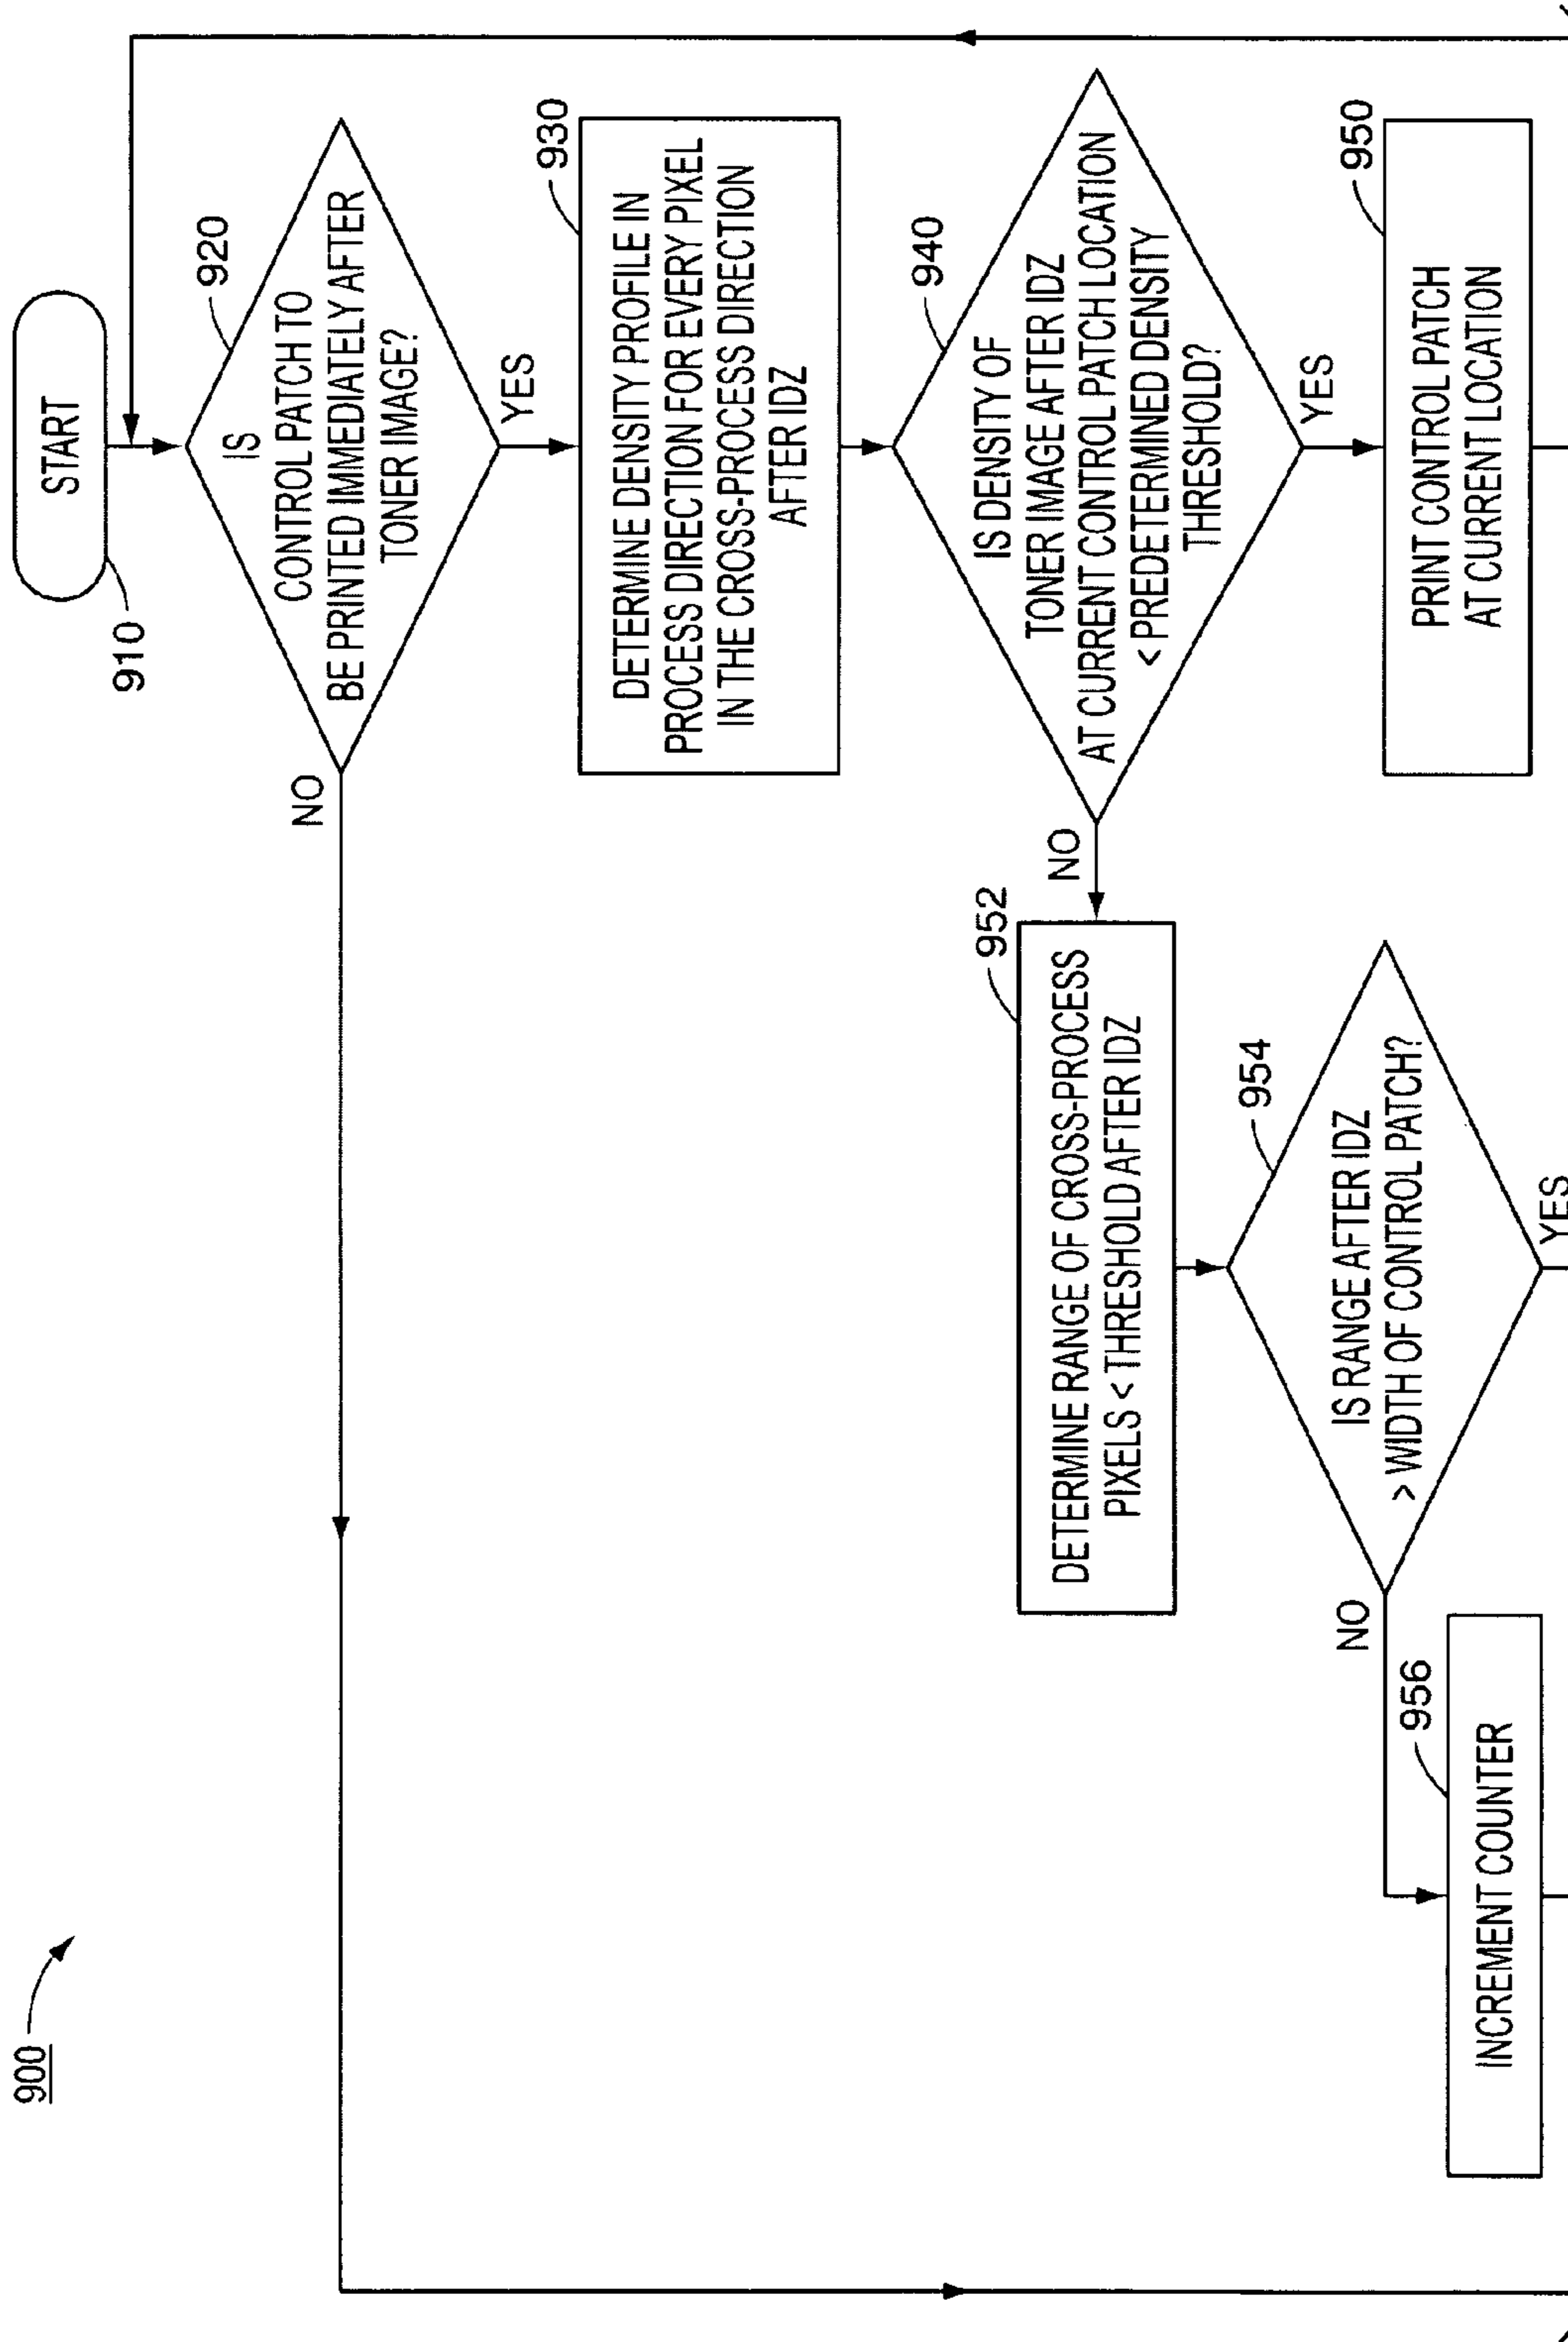 900
START
910
IS
CONTROL PATCH TO
BE PRINTED IMMEDIATELY AFTER
TONER IMAGE?
920
NO
YES
DETERMINE DENSITY PROFILE IN
PROCESS DIRECTION FOR EVERY PIXEL
IN THE CROSS-PROCESS DIRECTION
AFTER IDZ
930
IS DENSITY OF
TONER IMAGE AFTER IDZ
AT CURRENT CONTROL PATCH LOCATION
< PREDETERMINED DENSITY
THRESHOLD?
940
NO
YES
PRINT CONTROL PATCH
AT CURRENT LOCATION
950
DETERMINE RANGE OF CROSS-PROCESS
PIXELS < THRESHOLD AFTER IDZ
952
IS RANGE AFTER IDZ
> WIDTH OF CONTROL PATCH?
954
NO
YES
INCREMENT COUNTER
956